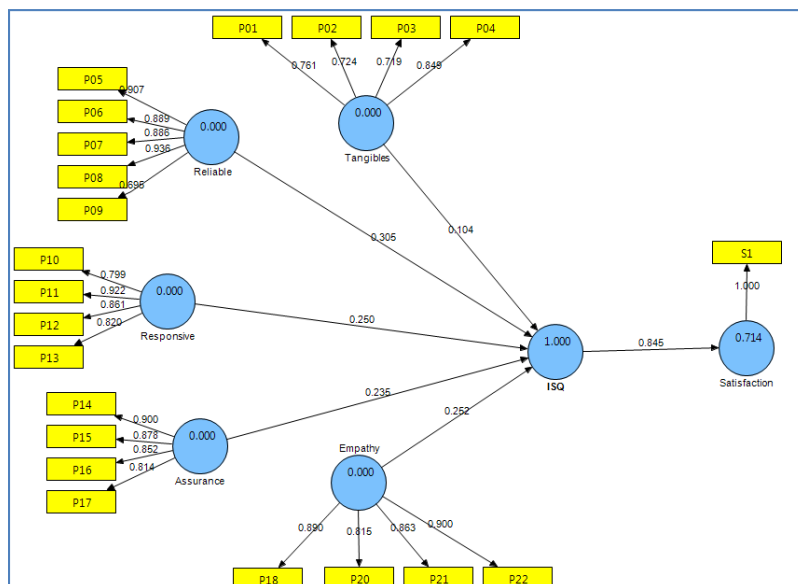 P01
P02
P03
P04
0.761
0.724
0.719
0.849
0.000
Tangibles
P05
P06
P07
P08
P09
0.907
0.889
0.886
0.936
0.695
0.000
Reliable
0.305
0.104
P10
P11
P12
P13
0.799
0.922
0.861
0.820
0.000
Responsive
0.250
S1
1.000
1.000
ISQ
0.845
0.714
Satisfaction
P14
P15
P16
P17
0.900
0.878
0.852
0.814
0.000
Assurance
0.235
0.252
Empathy
0.000
0.890
0.815
0.863
0.900
P18
P20
P21
P22